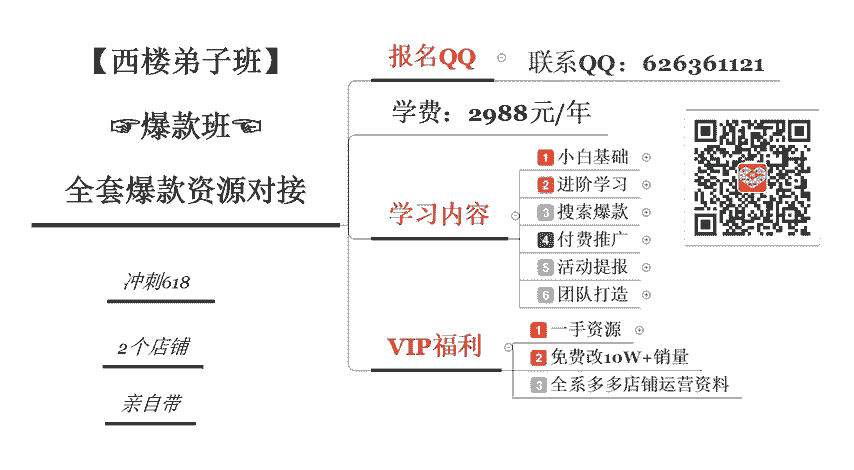 【西楼弟子班】
☞爆款班☜
全套爆款资源对接
冲刺618
2个店铺
亲自带
报名QQ
联系QQ：626361121
学费：2988元/年
学习内容
1 小白基础
2 进阶学习
3 搜索爆款
4 付费推广
5 活动提报
6 团队打造
VIP福利
1 一手资源
2 免费改10W+销量
3 全系多多店铺运营资料